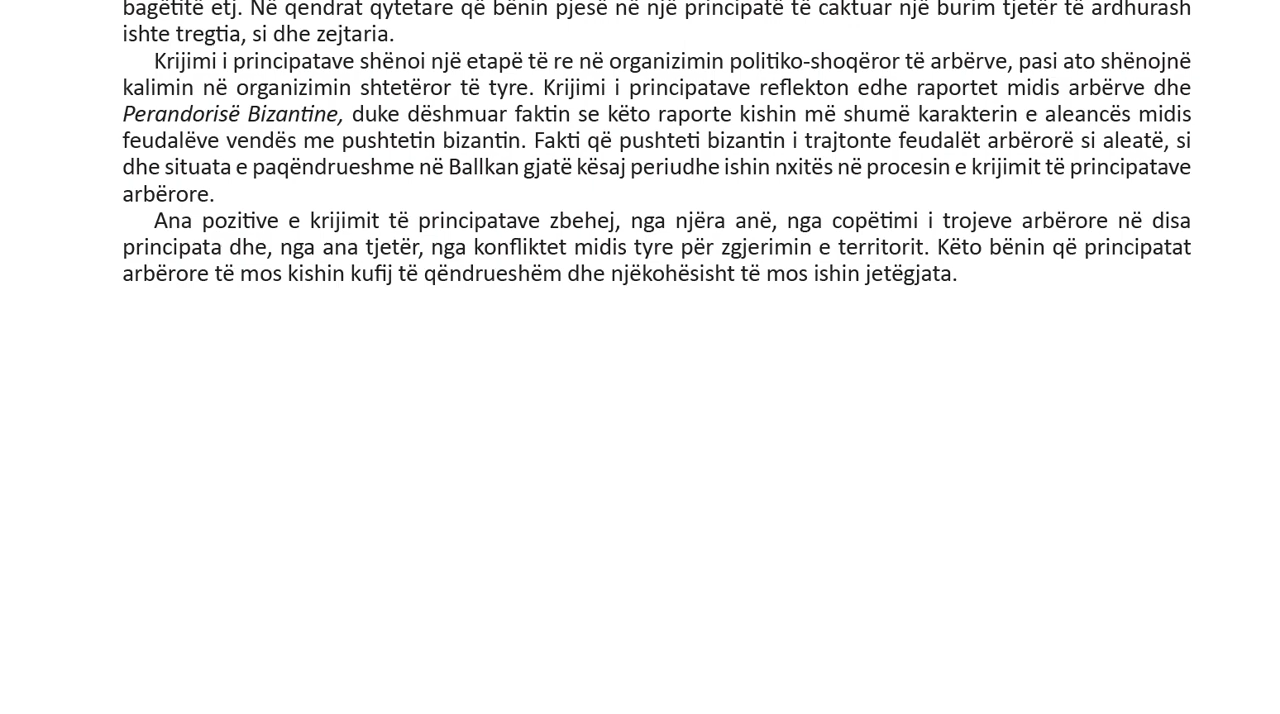 bagëtitë etj. Në qendrat qytetare që bënin pjesë në një principatë të caktuar një burim tjetër të ardhurash
ishte tregtia, si dhe zejtaria.
Krijimi i principatave shënoi një etapë të re në organizimin politiko-shoqëror të arbërve, pasi ato shënojnë
kalimin në organizimin shtetëror të tyre. Krijimi i principatave reflekton edhe raportet midis arbërve dhe
Perandorisë Bizantine, duke dëshmuar faktin se këto raporte kishin më shumë karakterin e aleancës midis
feudalëve vendës me pushtetin bizantin. Fakti që pushteti bizantin i trajtonte feudalët arbërorë si aleatë, si
dhe situata e paqëndrueshme në Ballkan gjatë kësaj periudhe ishin nxitës në procesin e krijimit të principatave
arbërore.
Ana pozitive e krijimit të principatave zbehej, nga njëra anë, nga copëtimi i trojeve arbërore në disa
principata dhe, nga ana tjetër, nga konfliktet midis tyre për zgjerimin e territorit. Këto bënin që principatat
arbërore të mos kishin kufij të qëndrueshëm dhe njëkohësisht të mos ishin jetëgjata.